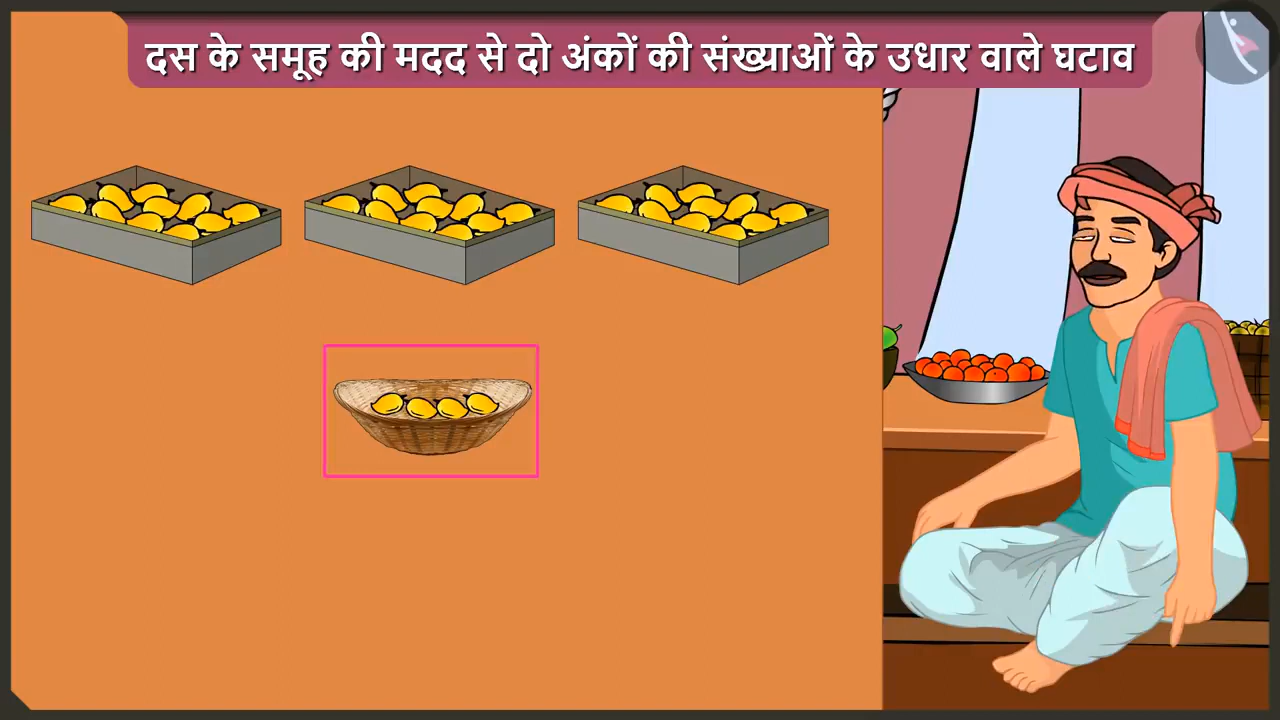 दस के समूह की मदद से दो अंकों की संख्याओं के उधार वाले घटाव